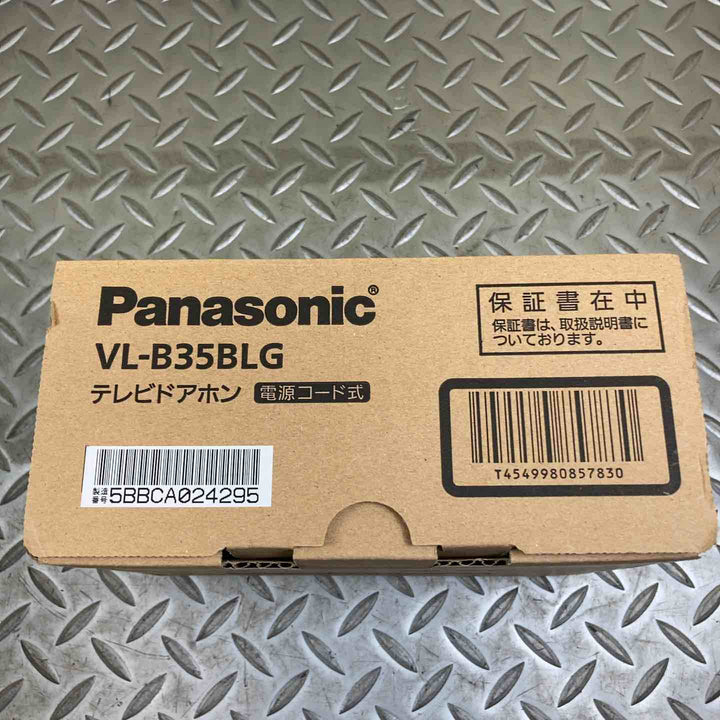 Panasonic®
VL-B35BLG
テレビドアホン 電源コード式
製造番号 5BBCA024295
保証書在中
保証書は、取扱説明書に
ついております。
T4549980857830